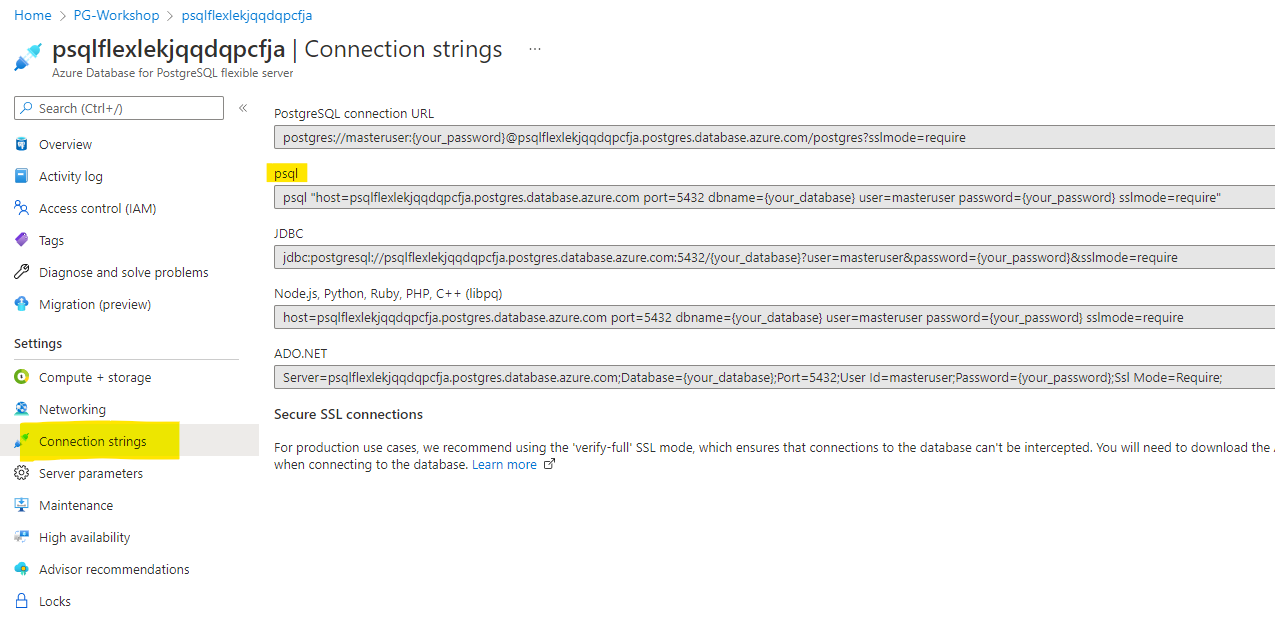 Home > PG-Workshop > psqlflexlekjqqdqpcfja
psqlflexlekjqqdqpcfja | Connection strings ...
Azure Database for PostgreSQL flexible server
Search (Ctrl+/) «
Overview
Activity log
Access control (IAM)
Tags
Diagnose and solve problems
Migration (preview)
Settings
Compute + storage
Networking
Connection strings
Server parameters
Maintenance
High availability
Advisor recommendations
Locks
PostgreSQL connection URL
postgres://masteruser:{your_password}@psqlflexlekjqqdqpcfja.postgres.database.azure.com/postgres?sslmode=require
psql
psql "host=psqlflexlekjqqdqpcfja.postgres.database.azure.com port=5432 dbname={your_database} user=masteruser password={your_password} sslmode=require"
JDBC
jdbc:postgresql://psqlflexlekjqqdqpcfja.postgres.database.azure.com:5432/{your_database}?user=masteruser&password={your_password}&sslmode=require
Node.js, Python, Ruby, PHP, C++ (libpq)
host=psqlflexlekjqqdqpcfja.postgres.database.azure.com port=5432 dbname={your_database} user=masteruser password={your_password} sslmode=require
ADO.NET
Server=psqlflexlekjqqdqpcfja.postgres.database.azure.com;Database={your_database};Port=5432;User Id=masteruser;Password={your_password};Ssl Mode=Require;
Secure SSL connections
For production use cases, we recommend using the 'verify-full' SSL mode, which ensures that connections to the database can't be intercepted. You will need to download the
when connecting to the database. Learn more